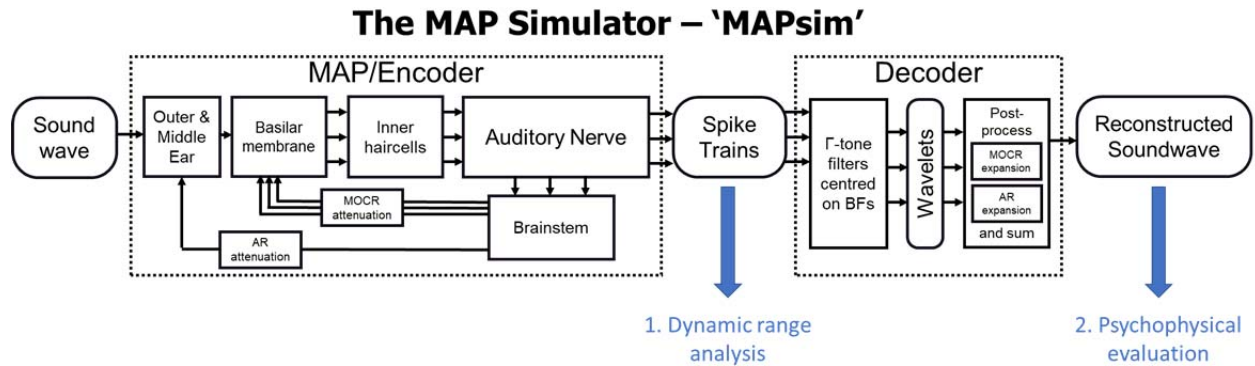 The MAP Simulator – ‘MAPsim’
MAP/Encoder
Decoder
Sound
wave
Outer &
Middle
Ear
Basilar
membrane
Inner
haircells
Auditory Nerve
MOCR
attenuation
AR
attenuation
Brainstem
Spike
Trains
Γ-tone
filters
centred
on BFs
Wavelets
Post-
process
MOCR
expansion
AR
expansion
and sum
Reconstructed
Soundwave
1. Dynamic range
analysis
2. Psychophysical
evaluation